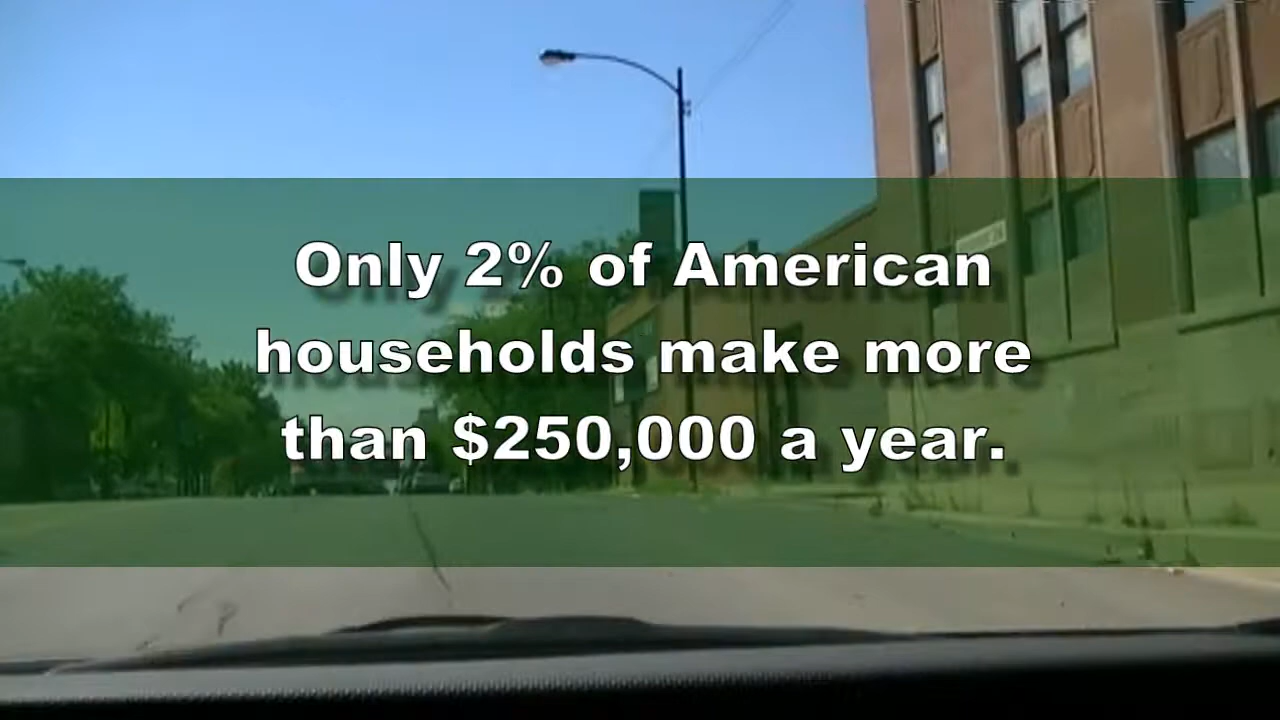 Only 2% of American
households make more
than $250,000 a year.